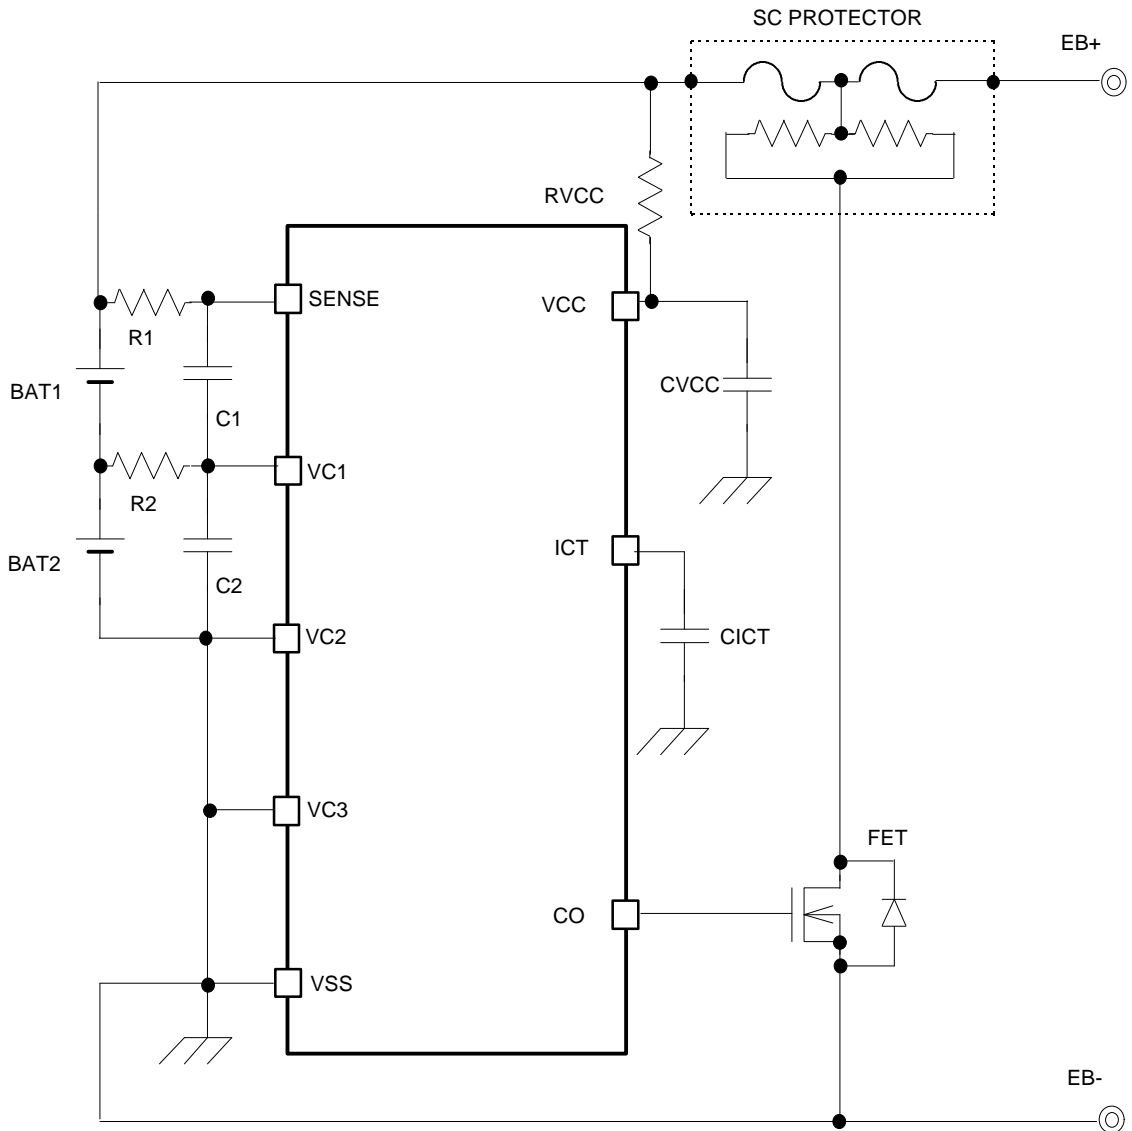 SC PROTECTOR
EB+
RVCC
SENSE
VCC
R1
BAT1
CVCC
C1
VC1
R2
ICT
BAT2
C2
VC2
CICT
VC3
FET
CO
VSS
EB-